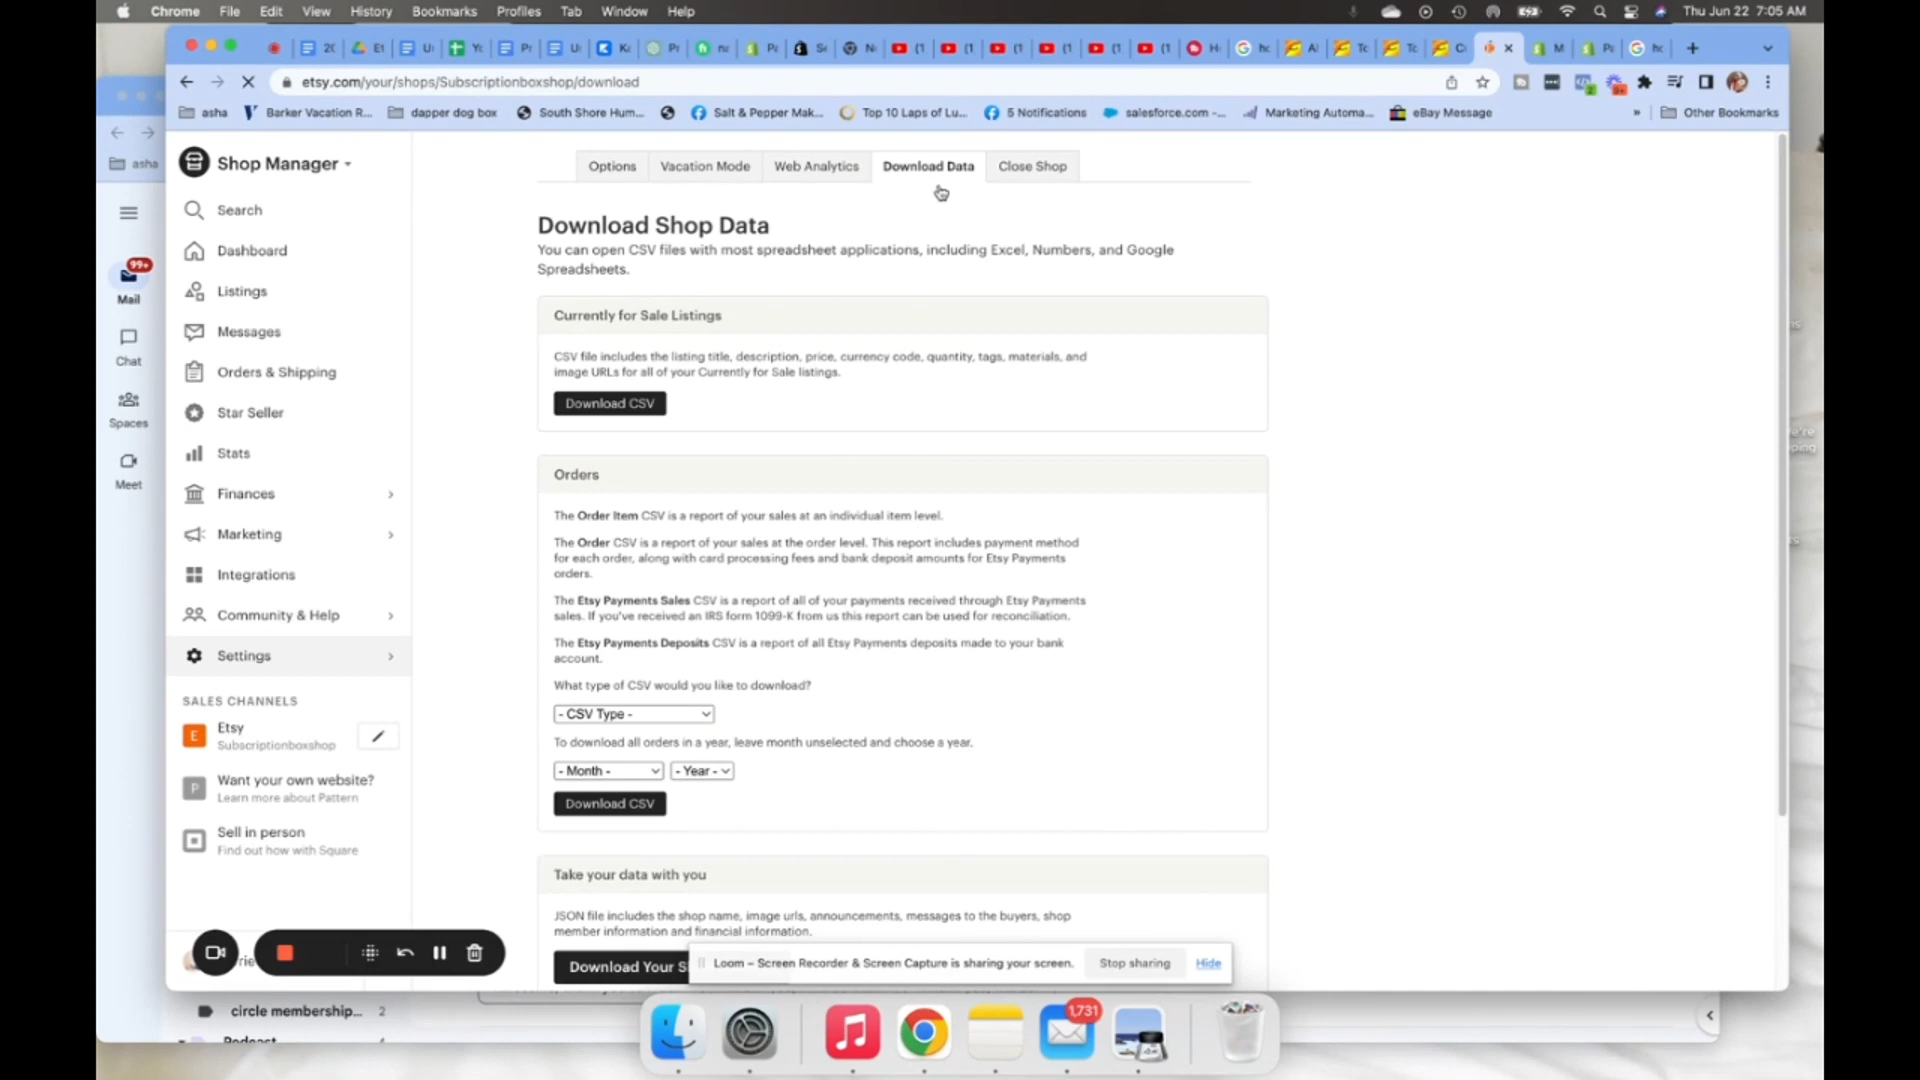 Chrome File Edit View History Bookmarks Profiles Tab Window Help Thu Jun 22 7:05 AM
etsy.com/your/shops/Subscriptionboxshop/download
asha Barker Vacation R... dapper dog box South Shore Hum... Salt & Pepper Mak... Top 10 Laps of Lu... 5 Notifications salesforce.com -... Marketing Automa... eBay Message » Other Bookmarks
asha
99+
Mail
Chat
Spaces
Meet
Shop Manager
Search
Dashboard
Listings
Messages
Orders & Shipping
Star Seller
Stats
Finances
Marketing
Integrations
Community & Help
Settings
SALES CHANNELS
E
Etsy
Subscriptionboxshop
P
Want your own website?
Learn more about Pattern
Sell in person
Find out how with Square
Options Vacation Mode Web Analytics Download Data Close Shop
Download Shop Data
You can open CSV files with most spreadsheet applications, including Excel, Numbers, and Google
Spreadsheets.
Currently for Sale Listings
CSV file includes the listing title, description, price, currency code, quantity, tags, materials, and
image URLs for all of your Currently for Sale listings.
Download CSV
Orders
The Order Item CSV is a report of your sales at an individual item level.
The Order CSV is a report of your sales at the order level. This report includes payment method
for each order, along with card processing fees and bank deposit amounts for Etsy Payments
orders.
The Etsy Payments Sales CSV is a report of all of your payments received through Etsy Payments
sales. If you've received an IRS form 1099-K from us this report can be used for reconciliation.
The Etsy Payments Deposits CSV is a report of all Etsy Payments deposits made to your bank
account.
What type of CSV would you like to download?
- CSV Type -
To download all orders in a year, leave month unselected and choose a year.
- Month - - Year -
Download CSV
Take your data with you
JSON file includes the shop name, image urls, announcements, messages to the buyers, shop
member information and financial information.
Download Your S
Loom – Screen Recorder & Screen Capture is sharing your screen. Stop sharing Hide
circle membership... 2
Podcast
1,731